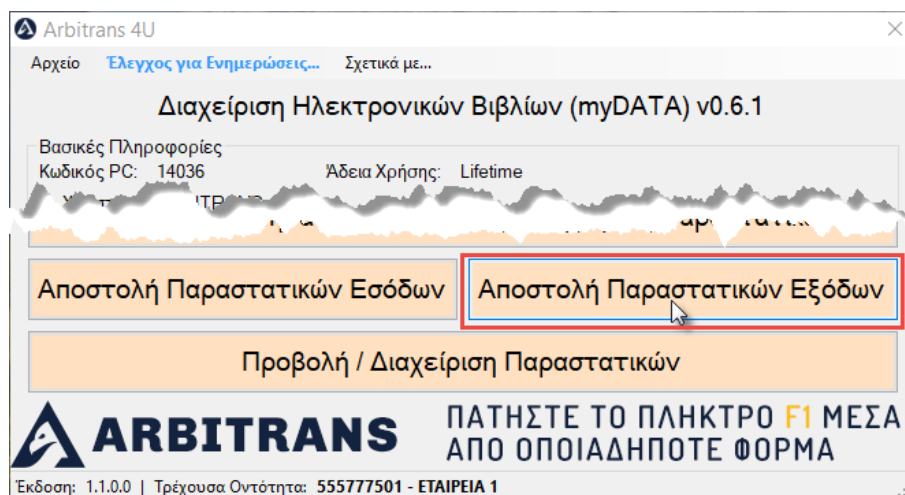 Arbitrans 4U
Αρχείο Έλεγχος για Ενημερώσεις... Σχετικά με...
Διαχείριση Ηλεκτρονικών Βιβλίων (myDATA) v0.6.1
Βασικές Πληροφορίες
Κωδικός PC: 14036 Άδεια Χρήσης: Lifetime
Αποστολή Παραστατικών Εσόδων Αποστολή Παραστατικών Εξόδων
Προβολή / Διαχείριση Παραστατικών
ARBITRANS
ΠΑΤΗΣΤΕ ΤΟ ΠΛΗΚΤΡΟ F1 ΜΕΣΑ
ΑΠΟ ΟΠΟΙΑΔΗΠΟΤΕ ΦΟΡΜΑ
Έκδοση: 1.1.0.0 | Τρέχουσα Οντότητα: 555777501 - ΕΤΑΙΡΕΙΑ 1